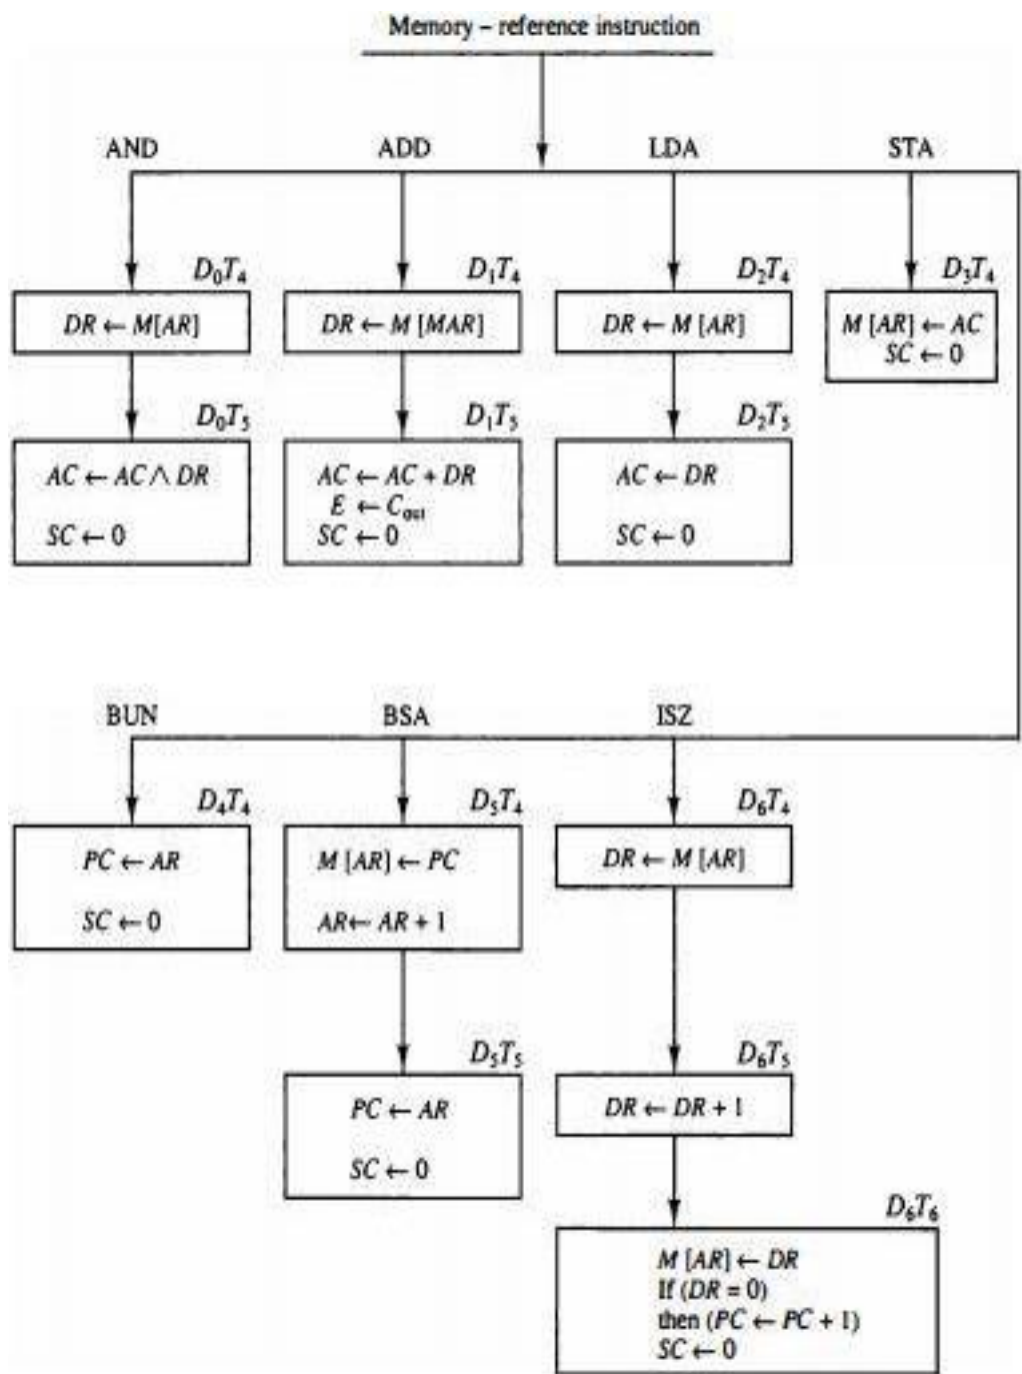 Memory – reference instruction
AND ADD LDA STA
D₀T₄ D₁T₄ D₂T₄ D₃T₄
DR ← M[AR] DR ← M [MAR] DR ← M [AR] M [AR] ← AC
SC ← 0
D₀T₅ D₁T₅ D₂T₅
AC ← AC ∧ DR AC ← AC + DR AC ← DR
E ← Cout
SC ← 0 SC ← 0 SC ← 0
BUN BSA ISZ
D₄T₄ D₅T₄ D₆T₄
PC ← AR M [AR] ← PC DR ← M [AR]
SC ← 0 AR← AR + 1
D₅T₅ D₆T₅
PC ← AR DR ← DR + 1
SC ← 0
D₆T₆
M [AR] ← DR
If (DR = 0)
then (PC ← PC + 1)
SC ← 0